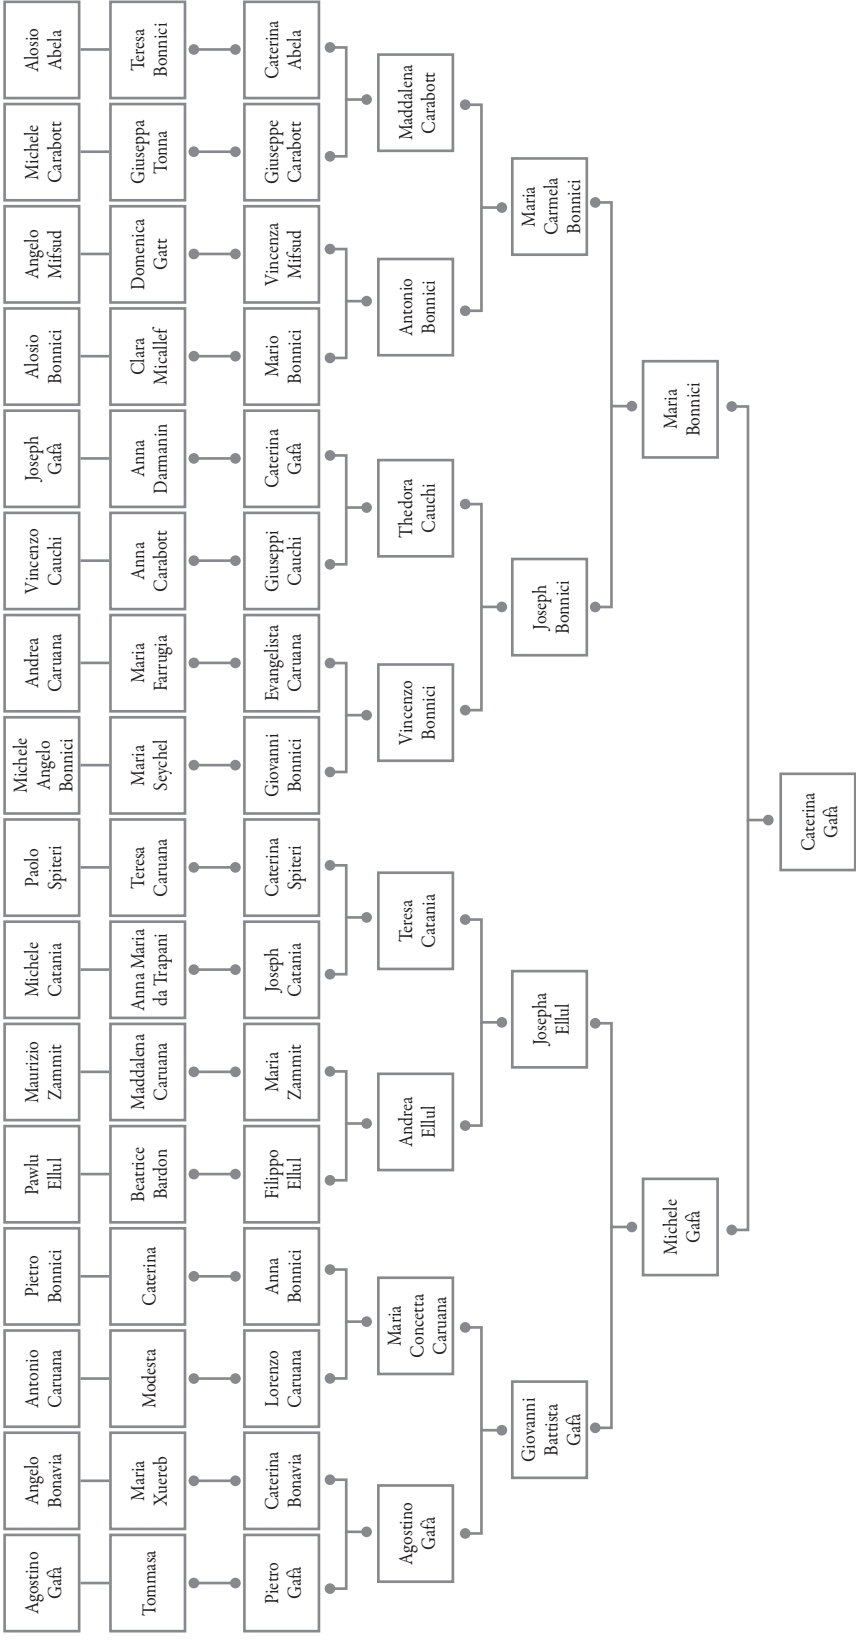 Agostino
Gafà
Angelo
Bonavia
Antonio
Caruana
Pietro
Bonnici
Pawlu
Ellul
Maurizio
Zammit
Michele
Catania
Paolo
Spiteri
Michele
Angelo
Bonnici
Andrea
Caruana
Vincenzo
Cauchi
Joseph
Gafà
Alosio
Bonnici
Angelo
Mifsud
Michele
Carabott
Alosio
Abela
Tommasa
Maria
Xuereb
Modesta
Caterina
Beatrice
Bardon
Maddalena
Caruana
Anna Maria
da Trapani
Teresa
Caruana
Maria
Seychel
Maria
Farrugia
Anna
Carabott
Anna
Darmanin
Clara
Micallef
Domenica
Gatt
Giuseppa
Tonna
Teresa
Bonnici
Pietro
Gafà
Caterina
Bonavia
Lorenzo
Caruana
Anna
Bonnici
Filippo
Ellul
Maria
Zammit
Joseph
Catania
Caterina
Spiteri
Giovanni
Bonnici
Evangelista
Caruana
Giuseppi
Cauchi
Caterina
Gafà
Mario
Bonnici
Vincenza
Mifsud
Giuseppe
Carabott
Caterina
Abela
Agostino
Gafà
Maria
Concetta
Caruana
Andrea
Ellul
Teresa
Catania
Vincenzo
Bonnici
Thedora
Cauchi
Antonio
Bonnici
Maddalena
Carabott
Giovanni
Battista
Gafà
Josepha
Ellul
Joseph
Bonnici
Maria
Carmela
Bonnici
Michele
Gafà
Maria
Bonnici
Caterina
Gafà